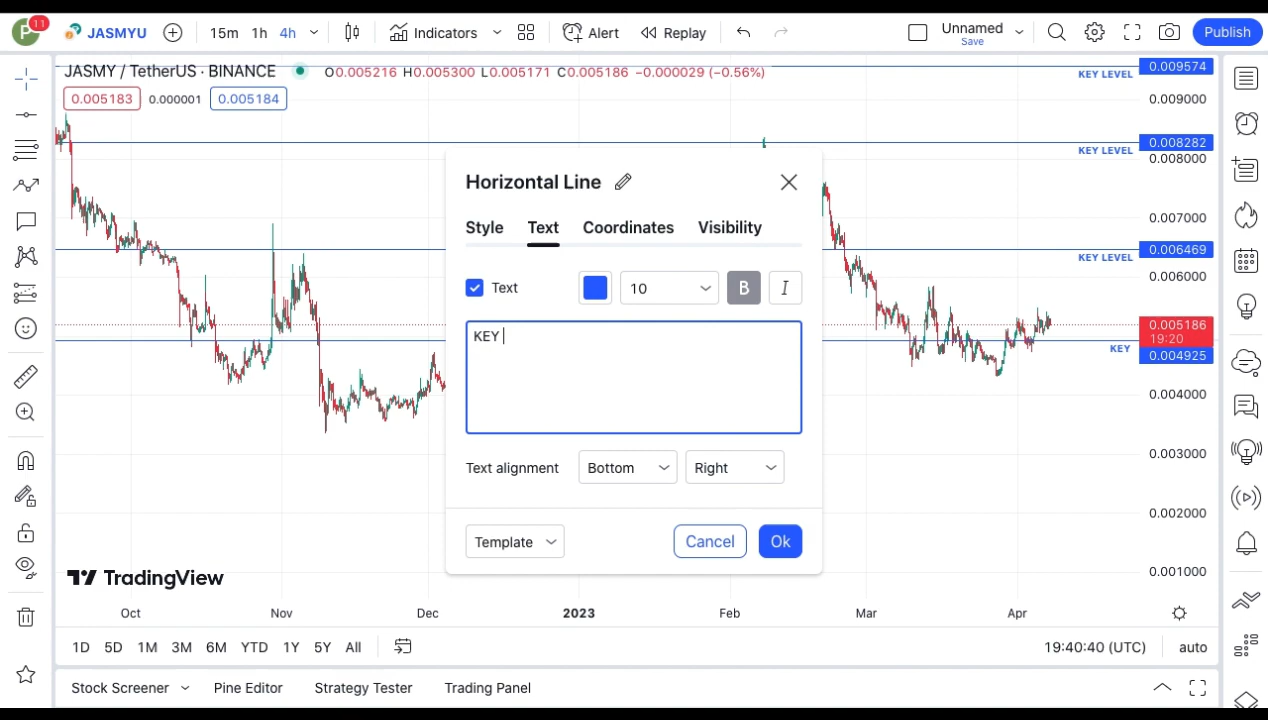 P
11
JASMYU
15m 1h 4h
Indicators
Alert
Replay
Unnamed
Save
Publish
JASMY / TetherUS · BINANCE
O0.005216 H0.005300 L0.005171 C0.005186 −0.000029 (−0.56%)
0.005183 0.000001 0.005184
KEY LEVEL
0.009574
0.009000
0.008282
KEY LEVEL
0.008000
0.007000
0.006469
KEY LEVEL
0.006000
0.005186
19:20
KEY
0.004925
0.004000
0.003000
0.002000
0.001000
Horizontal Line
Style Text Coordinates Visibility
Text 10 B I
KEY
Text alignment Bottom Right
Template Cancel Ok
TradingView
Oct Nov Dec 2023 Feb Mar Apr
1D 5D 1M 3M 6M YTD 1Y 5Y All
19:40:40 (UTC) auto
Stock Screener Pine Editor Strategy Tester Trading Panel